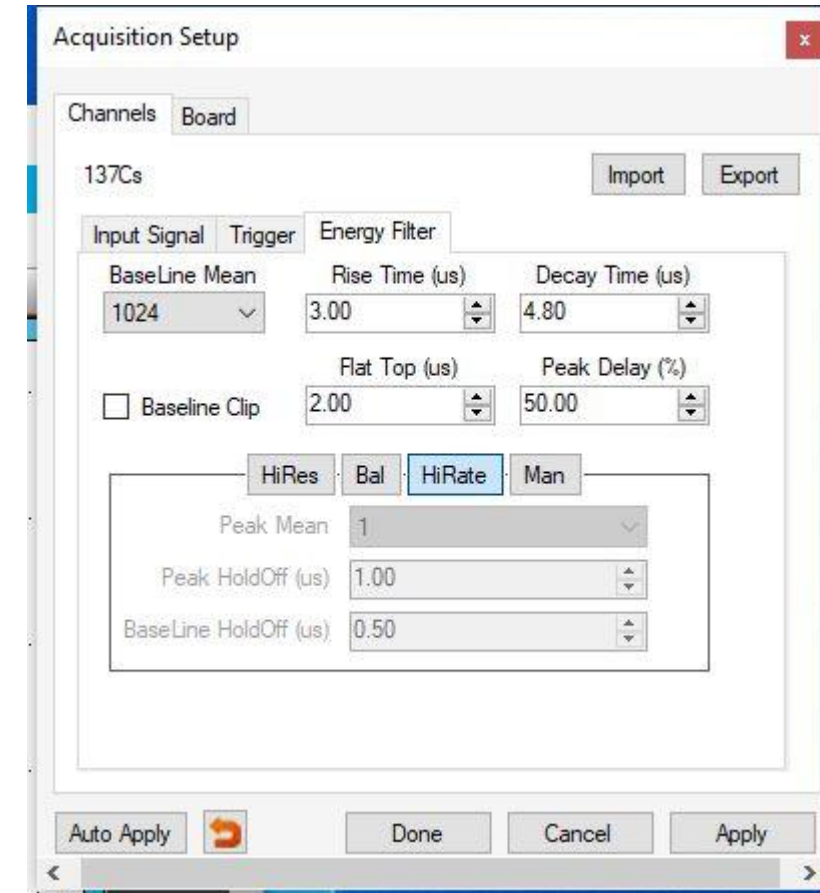 Acquisition Setup
x
Channels Board
137Cs Import Export
Input Signal Trigger Energy Filter
BaseLine Mean Rise Time (us) Decay Time (us)
1024 3.00 4.80
Flat Top (us) Peak Delay (%)
Baseline Clip 2.00 50.00
HiRes Bal HiRate Man
Peak Mean 1
Peak HoldOff (us) 1.00
BaseLine HoldOff (us) 0.50
Auto Apply Done Cancel Apply